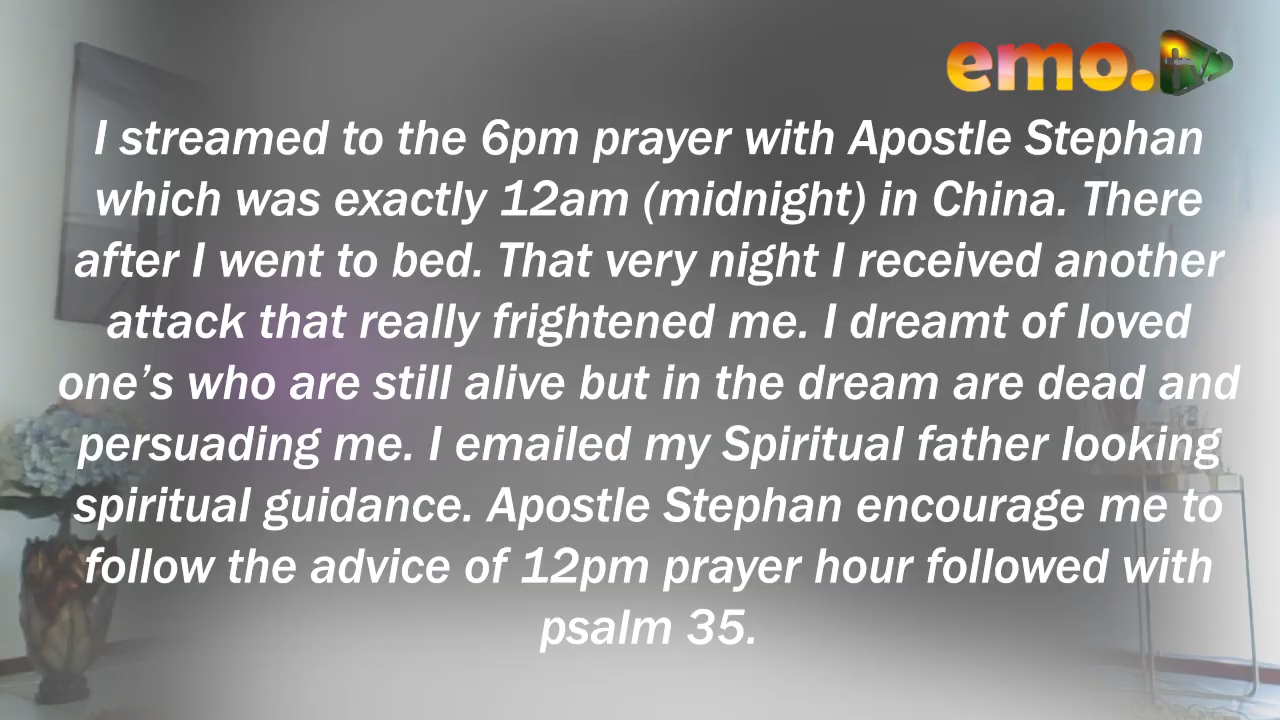 emo.tv
I streamed to the 6pm prayer with Apostle Stephan
which was exactly 12am (midnight) in China. There
after I went to bed. That very night I received another
attack that really frightened me. I dreamt of loved
one’s who are still alive but in the dream are dead and
persuading me. I emailed my Spiritual father looking
spiritual guidance. Apostle Stephan encourage me to
follow the advice of 12pm prayer hour followed with
psalm 35.